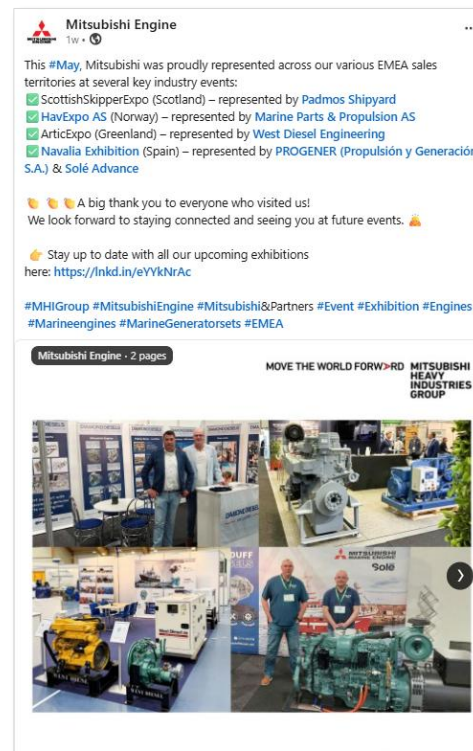 Mitsubishi Engine
1w •
This #May, Mitsubishi was proudly represented across our various EMEA sales
territories at several key industry events:
✅ScottishSkipperExpo (Scotland) – represented by Padmos Shipyard
✅HavExpo AS (Norway) – represented by Marine Parts & Propulsion AS
✅ArticExpo (Greenland) – represented by West Diesel Engineering
✅Navalia Exhibition (Spain) – represented by PROGENER (Propulsión y Generación
S.A.) & Solé Advance
👏 👏 👏A big thank you to everyone who visited us!
We look forward to staying connected and seeing you at future events. 🙏
👉 Stay up to date with all our upcoming exhibitions
here: https://lnkd.in/eYYkNrAc
#MHIGroup #MitsubishiEngine #Mitsubishi&Partners #Event #Exhibition #Engines
#Marineengines #MarineGeneratorsets #EMEA
Mitsubishi Engine • 2 pages
MOVE THE WORLD FORW>RD
MITSUBISHI
HEAVY
INDUSTRIES
GROUP
MITSUBISHI
Solé
WEST DIESEL